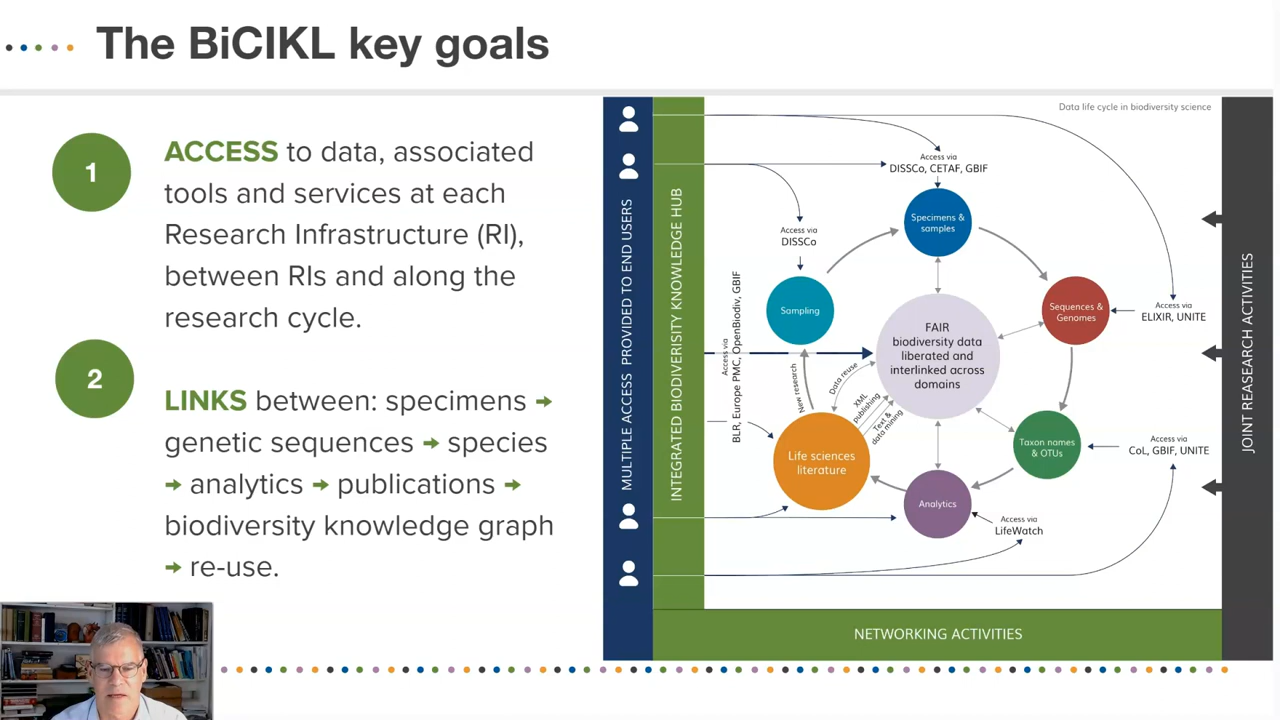 The BiCIKL key goals
1
ACCESS to data, associated
tools and services at each
Research Infrastructure (RI),
between RIs and along the
research cycle.
2
LINKS between: specimens →
genetic sequences → species
→ analytics → publications →
biodiversity knowledge graph
→ re-use.
MULTIPLE ACCESS PROVIDED TO END USERS
INTEGRATED BIODIVERISITY KNOWLEDGE HUB
Data life cycle in biodiversity science
Access via
DISSCo, CETAF, GBIF
Specimens &
samples
Access via
DISSCo
Sampling
Sequences &
Genomes
Access via
ELIXIR, UNITE
FAIR
biodiversity data
liberated and
interlinked across
domains
Access via
BLR, Europe PMC, OpenBiodiv, GBIF
New research
Data reuse
XML
publishing
Text &
data mining
Life sciences
literature
Taxon names
& OTUs
Access via
CoL, GBIF, UNITE
Analytics
Access via
LifeWatch
JOINT REASEARCH ACTIVITIES
NETWORKING ACTIVITIES